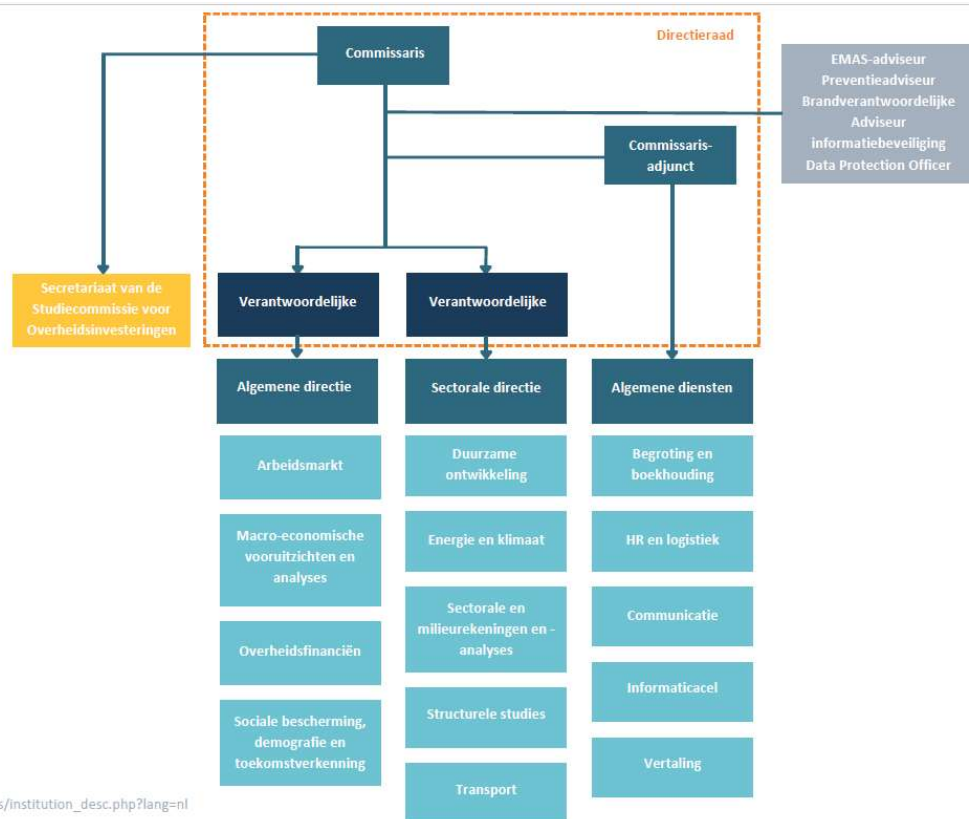 Directieraad
Commissaris
EMAS-adviseur
Preventieadviseur
Brandverantwoordelijke
Adviseur
informatiebeveiliging
Data Protection Officer
Commissaris-
adjunct
Secretariaat van de
Studiecommissie voor
Overheidsinvesteringen
Verantwoordelijke
Verantwoordelijke
Algemene directie
Sectorale directie
Algemene diensten
Arbeidsmarkt
Macro-economische
vooruitzichten en
analyses
Overheidsfinanciën
Sociale bescherming,
demografie en
toekomstverkenning
Duurzame
ontwikkeling
Energie en klimaat
Sectorale en
milieurekeningen en -
analyses
Structurele studies
Transport
Begroting en
boekhouding
HR en logistiek
Communicatie
Informaticacel
Vertaling
s/institution_desc.php?lang=nl